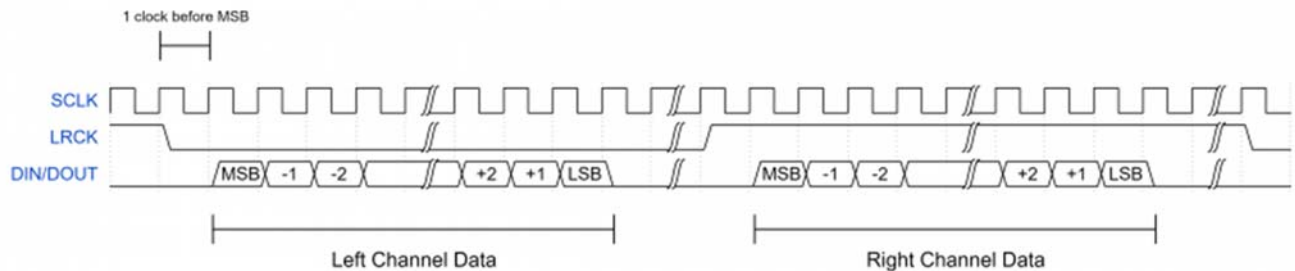 1 clock before MSB
SCLK
LRCK
DIN/DOUT MSB -1 -2 +2 +1 LSB MSB -1 -2 +2 +1 LSB
Left Channel Data Right Channel Data